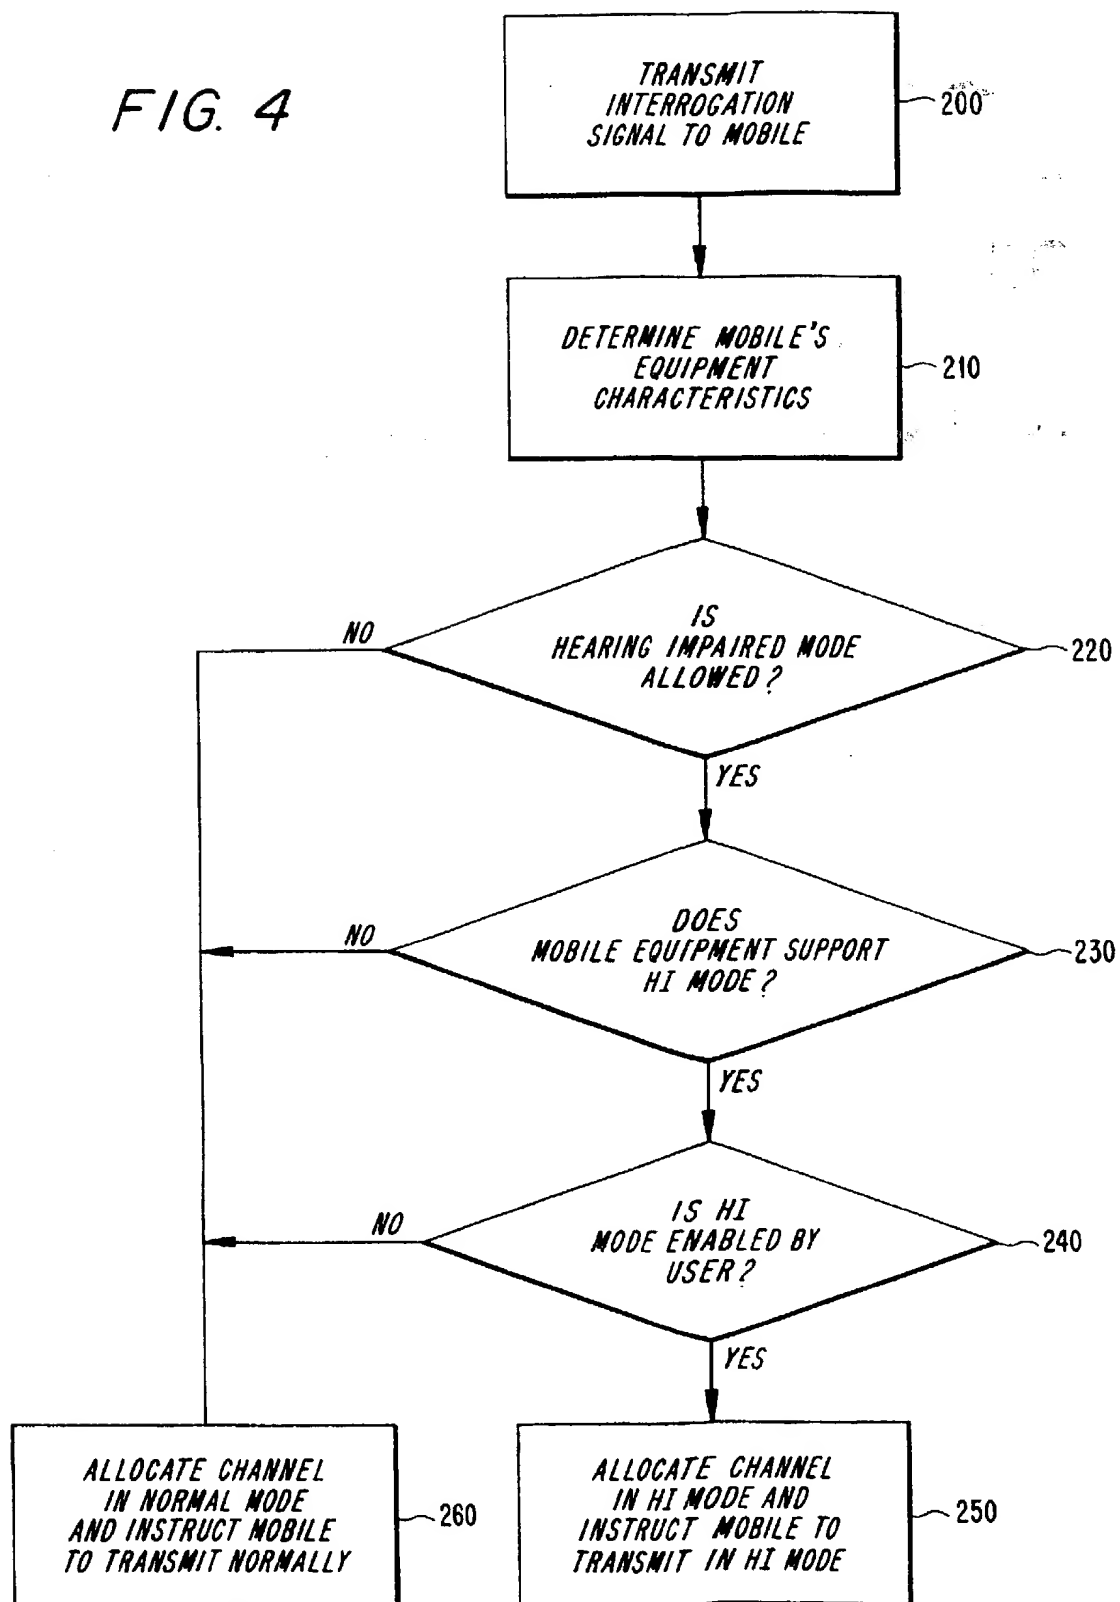 FIG. 4
TRANSMIT
INTERROGATION
SIGNAL TO MOBILE
200
DETERMINE MOBILE'S
EQUIPMENT
CHARACTERISTICS
210
IS
HEARING IMPAIRED MODE
ALLOWED?
220
NO
YES
DOES
MOBILE EQUIPMENT SUPPORT
HI MODE?
230
NO
YES
IS HI
MODE ENABLED BY
USER?
240
NO
YES
ALLOCATE CHANNEL
IN NORMAL MODE
AND INSTRUCT MOBILE
TO TRANSMIT NORMALLY
260
ALLOCATE CHANNEL
IN HI MODE AND
INSTRUCT MOBILE TO
TRANSMIT IN HI MODE
250